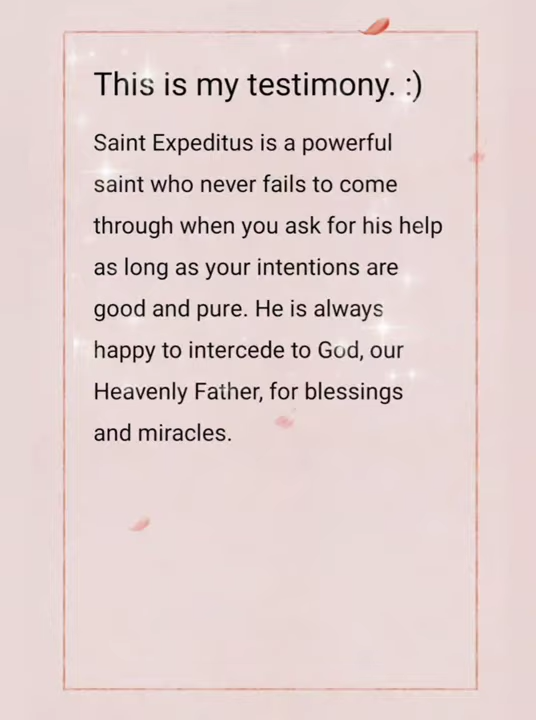 This is my testimony. :)
Saint Expeditus is a powerful
saint who never fails to come
through when you ask for his help
as long as your intentions are
good and pure. He is always
happy to intercede to God, our
Heavenly Father, for blessings
and miracles.